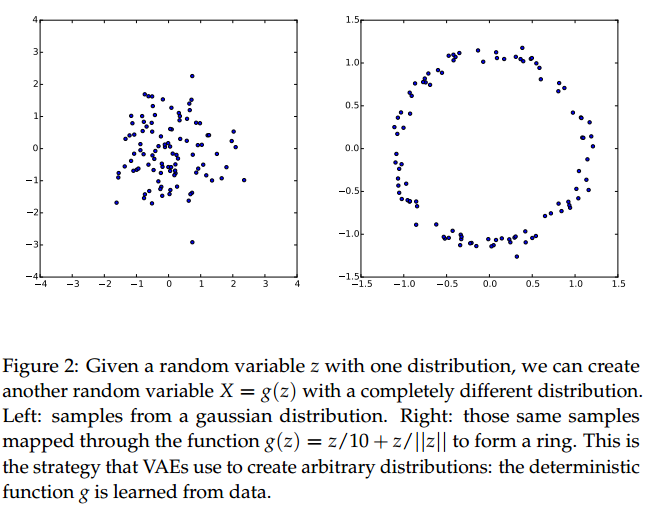 4
3
2
1
0
−1
−2
−3
−4
−4 −3 −2 −1 0 1 2 3 4
1.5
1.0
0.5
0.0
−0.5
−1.0
−1.5
−1.5 −1.0 −0.5 0.0 0.5 1.0 1.5
Figure 2: Given a random variable z with one distribution, we can create
another random variable X = g(z) with a completely different distribution.
Left: samples from a gaussian distribution. Right: those same samples
mapped through the function g(z) = z/10 + z/||z|| to form a ring. This is
the strategy that VAEs use to create arbitrary distributions: the deterministic
function g is learned from data.